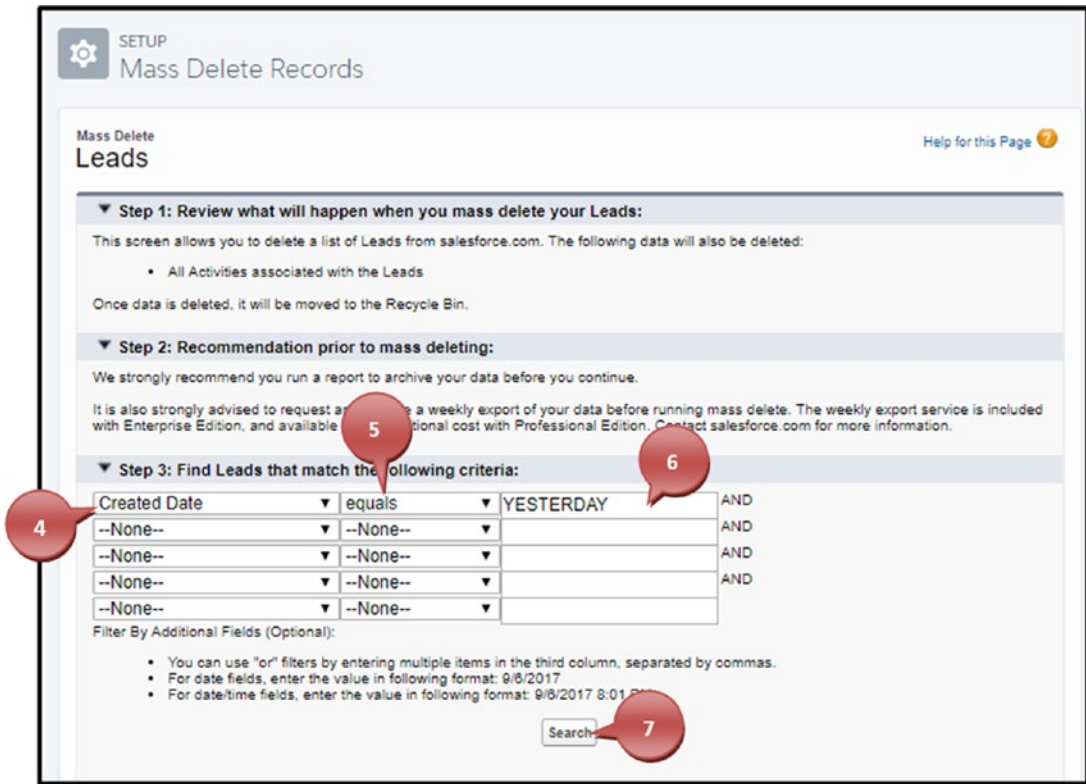 SETUP
Mass Delete Records
Mass Delete
Leads
Help for this Page ?
Step 1: Review what will happen when you mass delete your Leads:
This screen allows you to delete a list of Leads from salesforce.com. The following data will also be deleted:
• All Activities associated with the Leads
Once data is deleted, it will be moved to the Recycle Bin.
Step 2: Recommendation prior to mass deleting:
We strongly recommend you run a report to archive your data before you continue.
It is also strongly advised to request a weekly export of your data before running mass delete. The weekly export service is included
with Enterprise Edition, and available cost with Professional Edition. Contact salesforce.com for more information.
5
Step 3: Find Leads that match the following criteria:
6
4
Created Date equals YESTERDAY AND
--None-- --None-- AND
--None-- --None-- AND
--None-- --None-- AND
--None-- --None--
Filter By Additional Fields (Optional):
• You can use "or" filters by entering multiple items in the third column, separated by commas.
• For date fields, enter the value in following format: 9/6/2017
• For date/time fields, enter the value in following format: 9/6/2017 8:01
Search 7